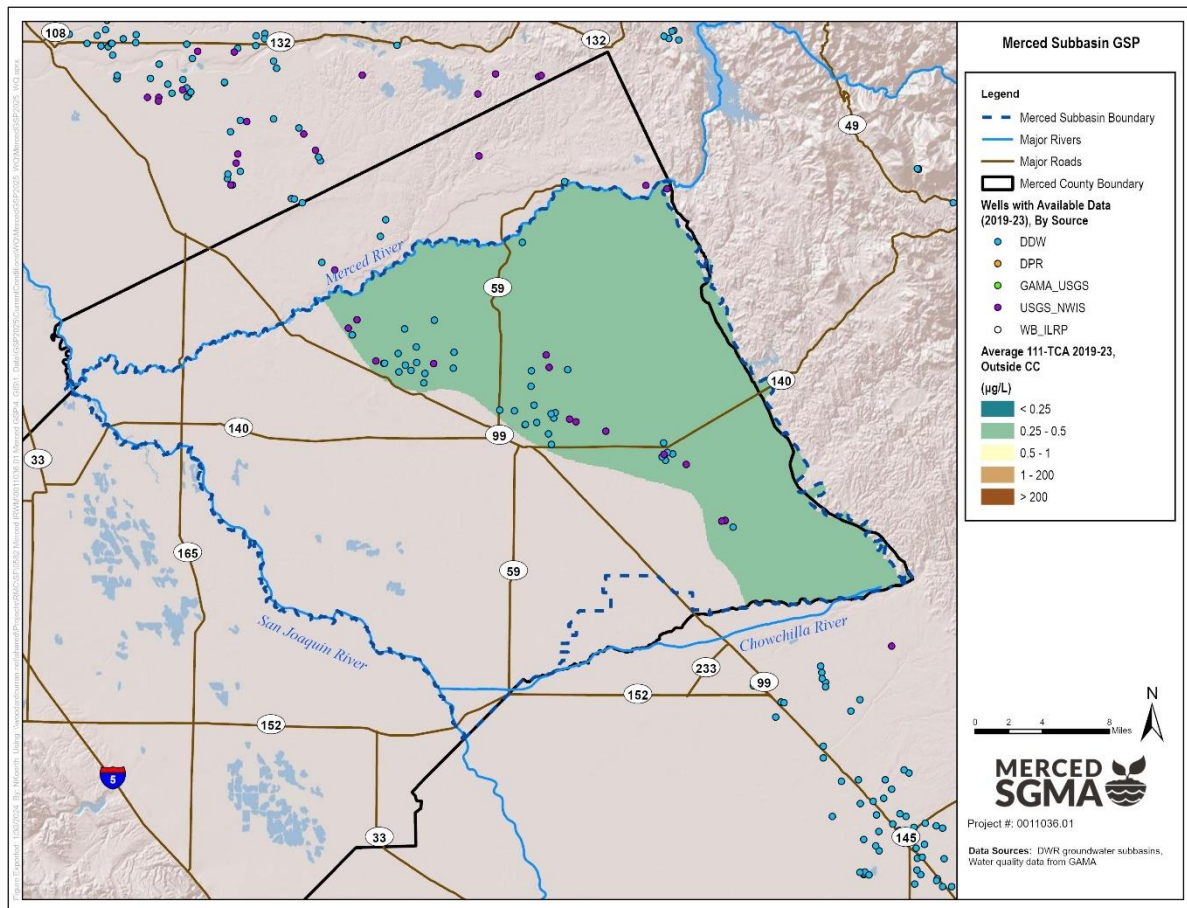 Merced Subbasin GSP
Legend
Merced Subbasin Boundary
Major Rivers
Major Roads
Merced County Boundary
Wells with Available Data
(2019-23), By Source
DDW
DPR
GAMA_USGS
USGS_NWIS
WB_ILRP
Average 111-TCA 2019-23,
Outside CC
(µg/L)
< 0.25
0.25 - 0.5
0.5 - 1
1 - 200
> 200
N
0 2 4 8
Miles
MERCED
SGMA
Project #: 0011036.01
Data Sources: DWR groundwater subbasins,
Water quality data from GAMA
108
132
132
49
Merced River
59
140
140
99
33
165
59
San Joaquin River
Chowchilla River
233
99
152
152
5
33
145